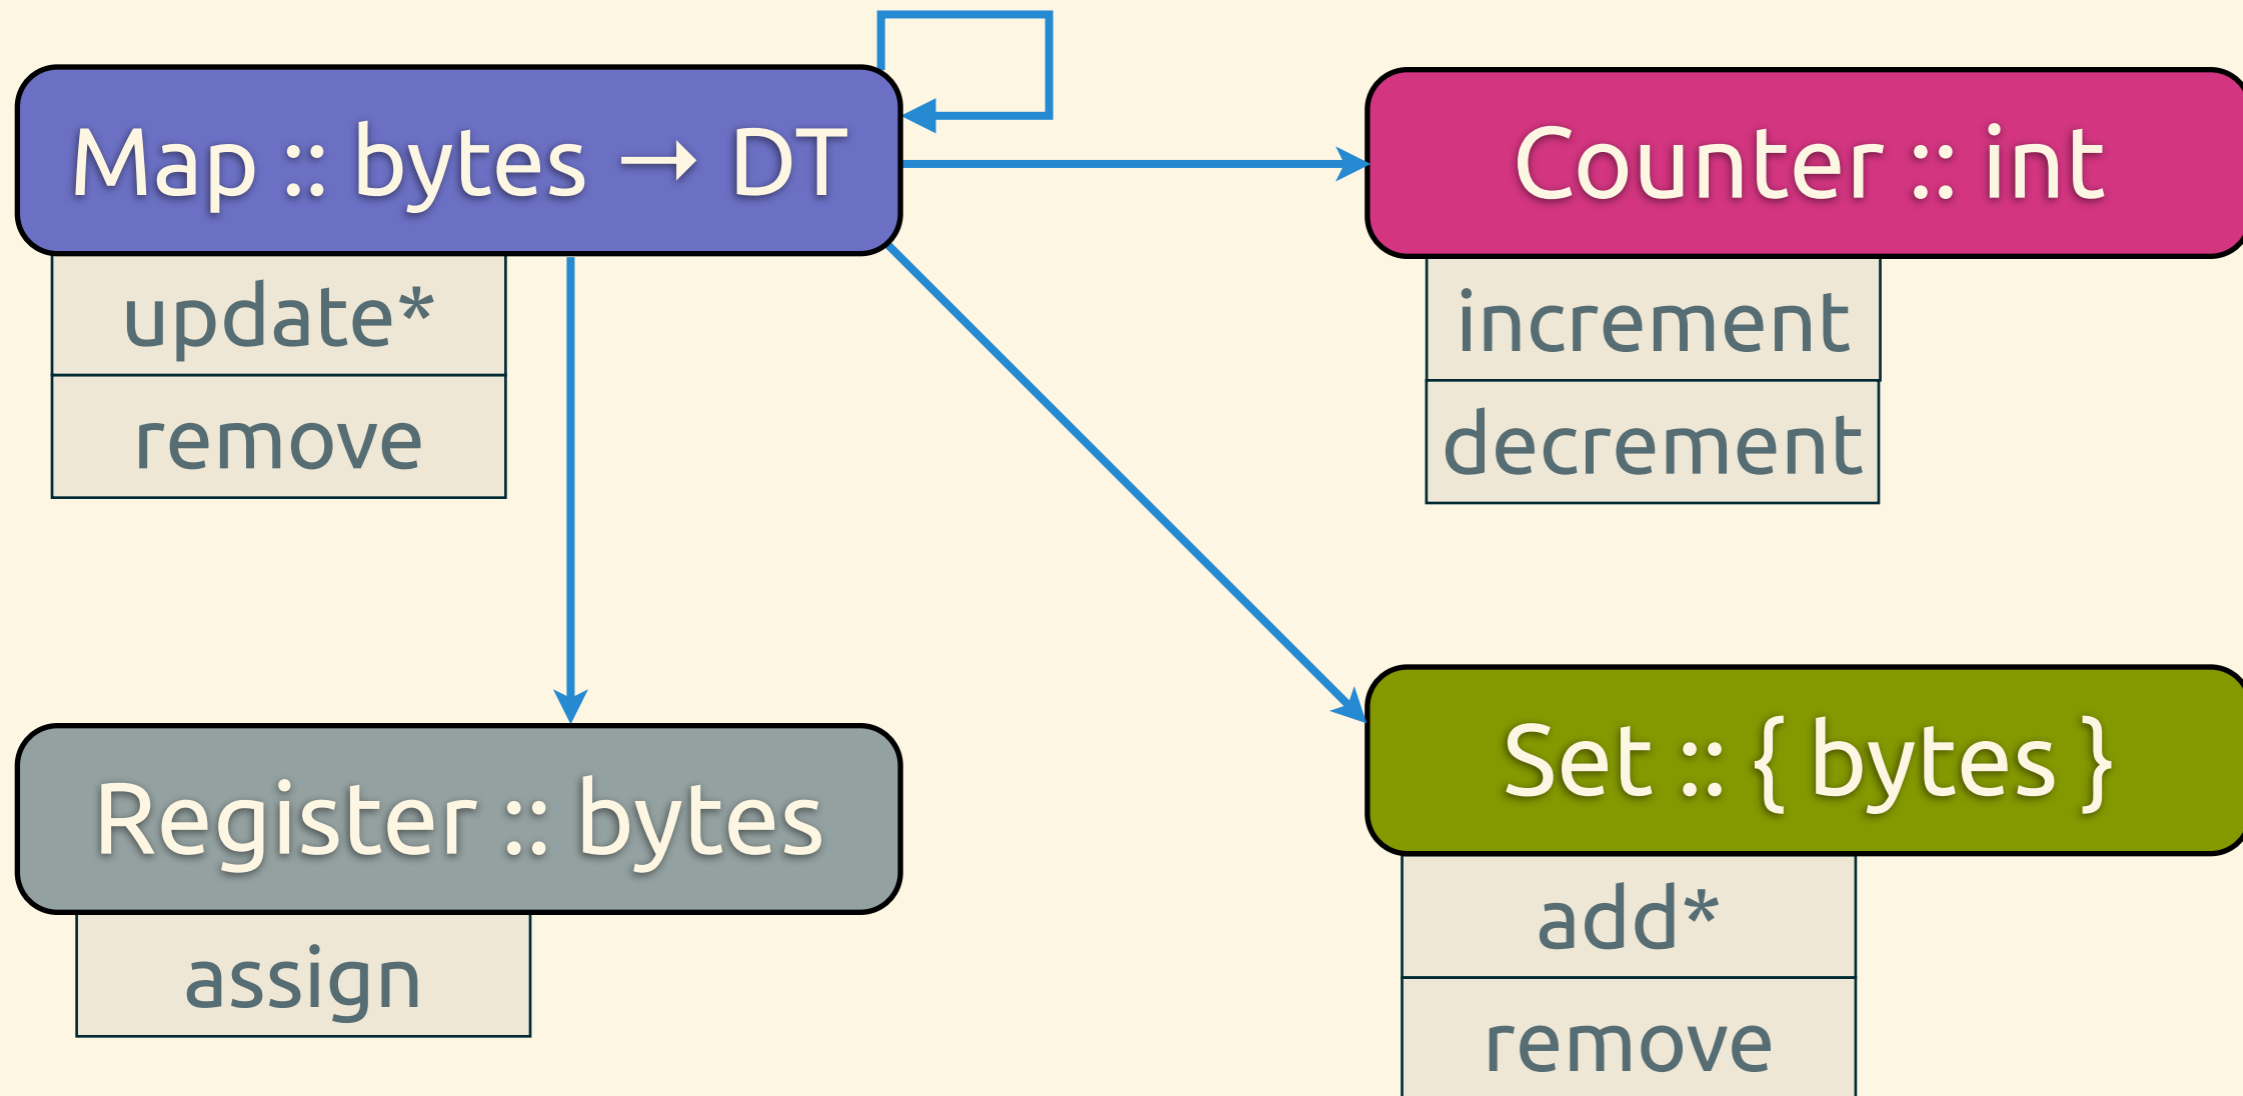 Map :: bytes → DT
update*
remove
Counter :: int
increment
decrement
Register :: bytes
assign
Set :: { bytes }
add*
remove